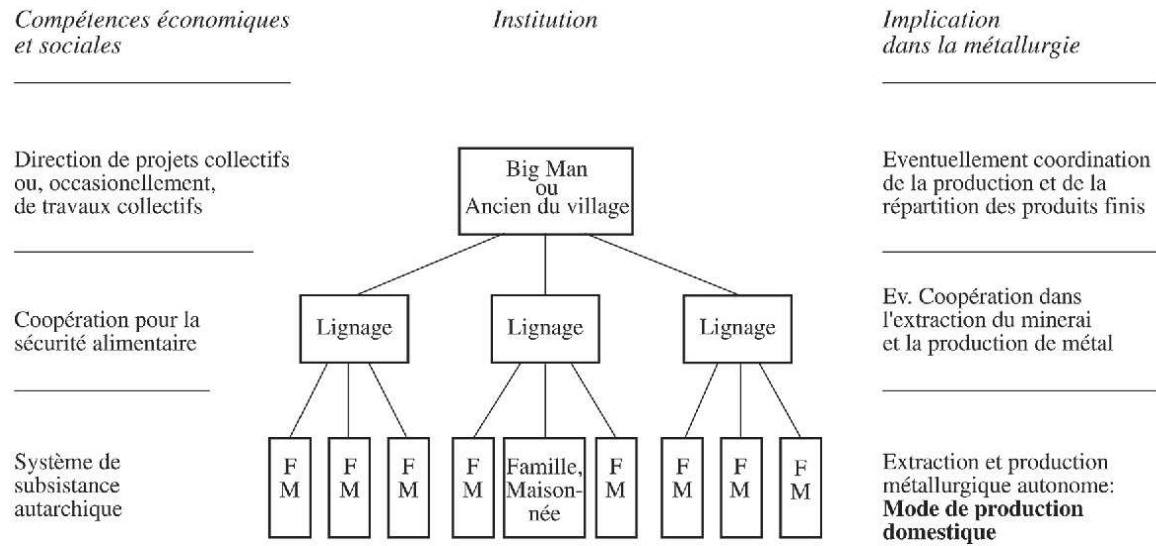 Compétences économiques
et sociales
Institution
Implication
dans la métallurgie
Direction de projets collectifs
ou, occasionellement,
de travaux collectifs
Big Man
ou
Ancien du village
Eventuellement coordination
de la production et de la
répartition des produits finis
Coopération pour la
sécurité alimentaire
Lignage
Lignage
Lignage
Ev. Coopération dans
l'extraction du minerai
et la production de métal
Système de
subsistance
autarchique
F
M
F
M
F
M
F
M
Famille,
Maison-
née
F
M
F
M
F
M
F
M
Extraction et production
métallurgique autonome:
Mode de production
domestique